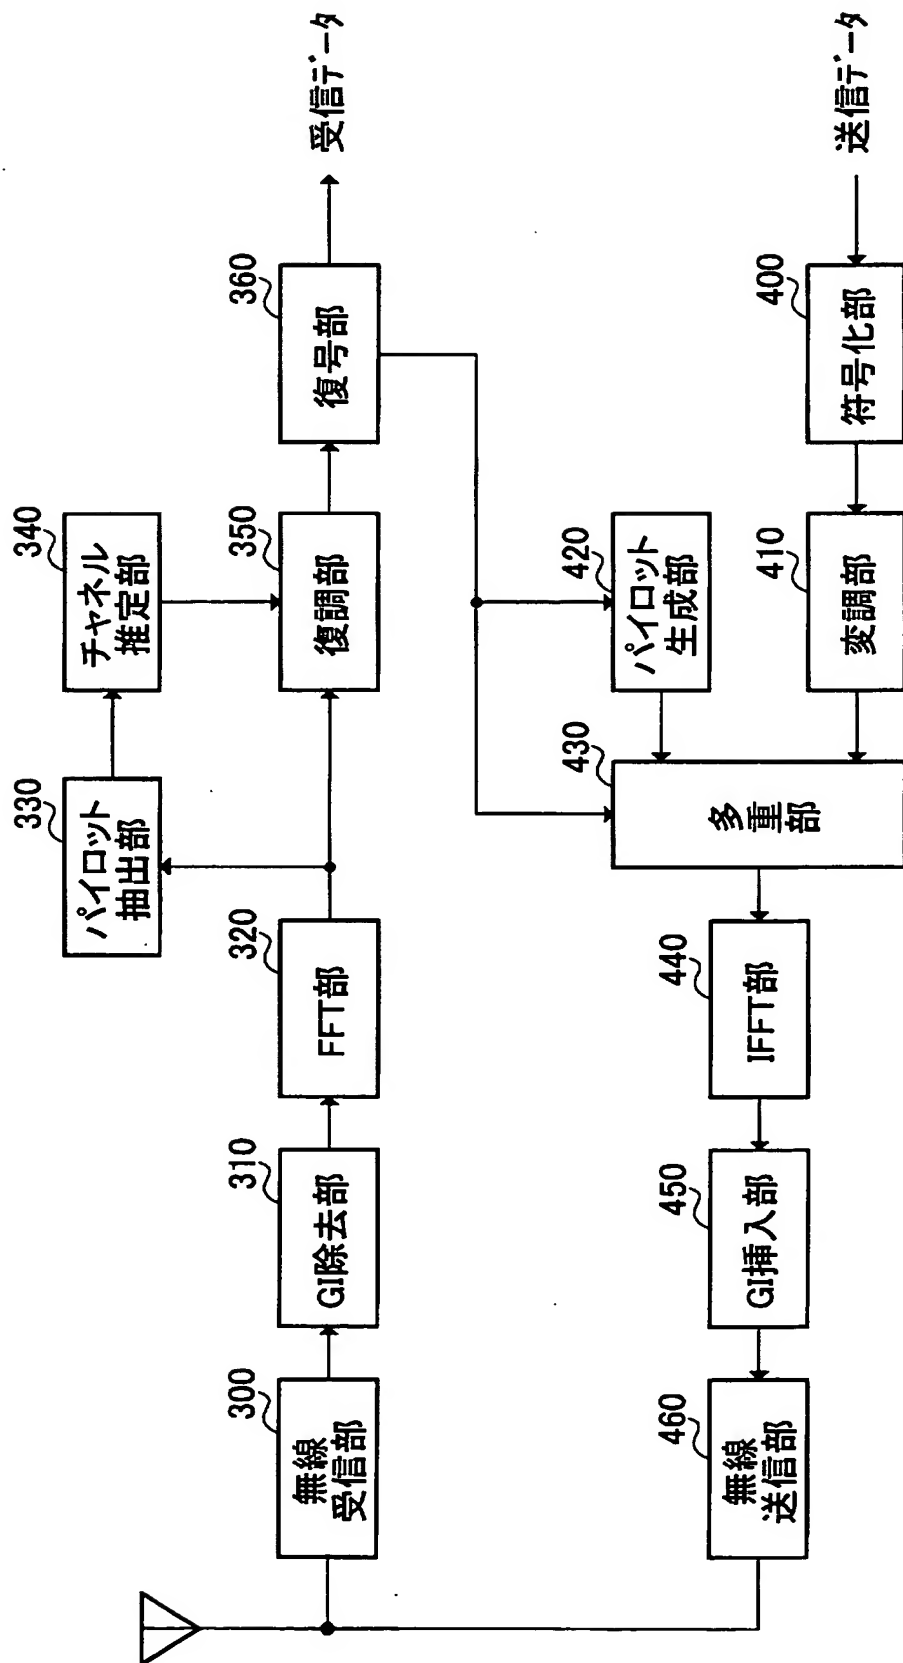 330
パイロット
抽出部
340
チャネル
推定部
300
無線
受信部
310
GI除去部
320
FFT部
350
復調部
360
復号部
受信データ
420
パイロット
生成部
460
無線
送信部
450
GI挿入部
440
IFFT部
430
多重部
410
変調部
400
符号化部
送信データ